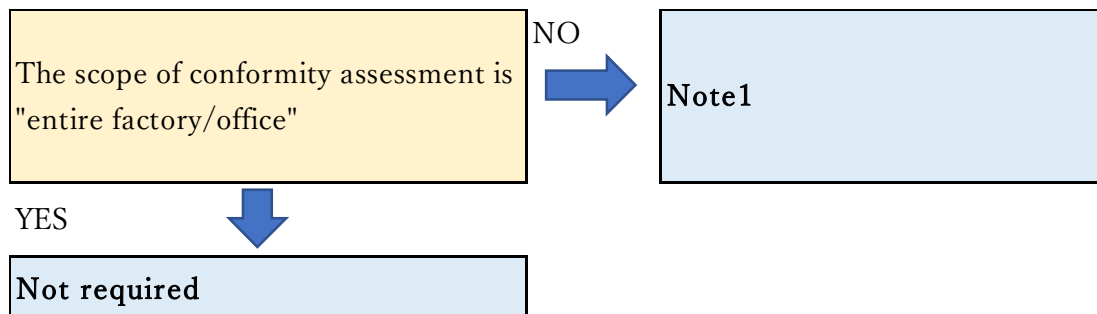 The scope of conformity assessment is
"entire factory/office"
NO
Note1
YES
Not required